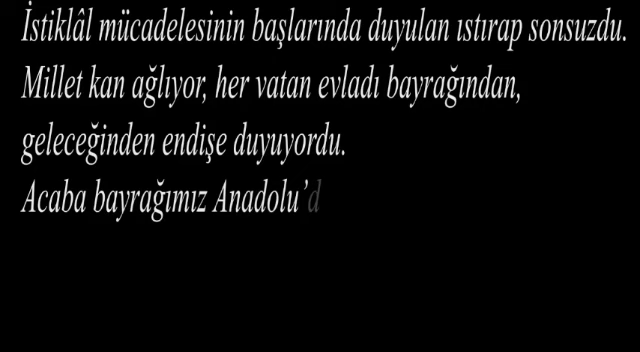 İstiklâl mücadelesinin başlarında duyulan ıstırap sonsuzdu.
Millet kan ağlıyor, her vatan evladı bayrağından,
geleceğinden endişe duyuyordu.
Acaba bayrağımız Anadolu’d